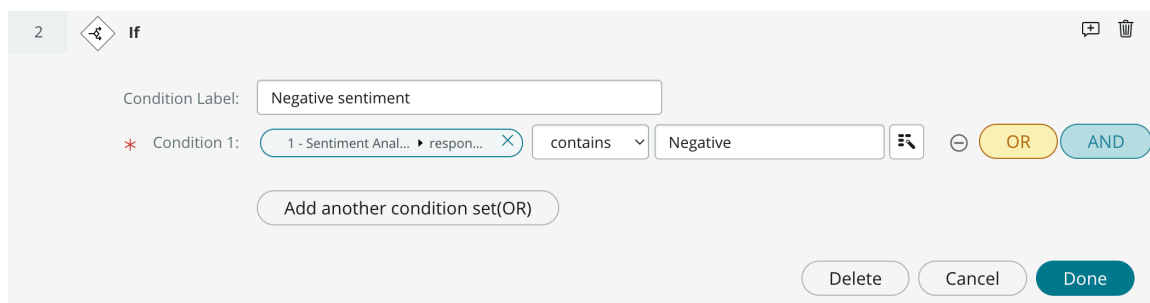 2 If
Condition Label: Negative sentiment
* Condition 1: 1 - Sentiment Anal... ▸ respon... contains Negative OR AND
Add another condition set(OR)
Delete Cancel Done